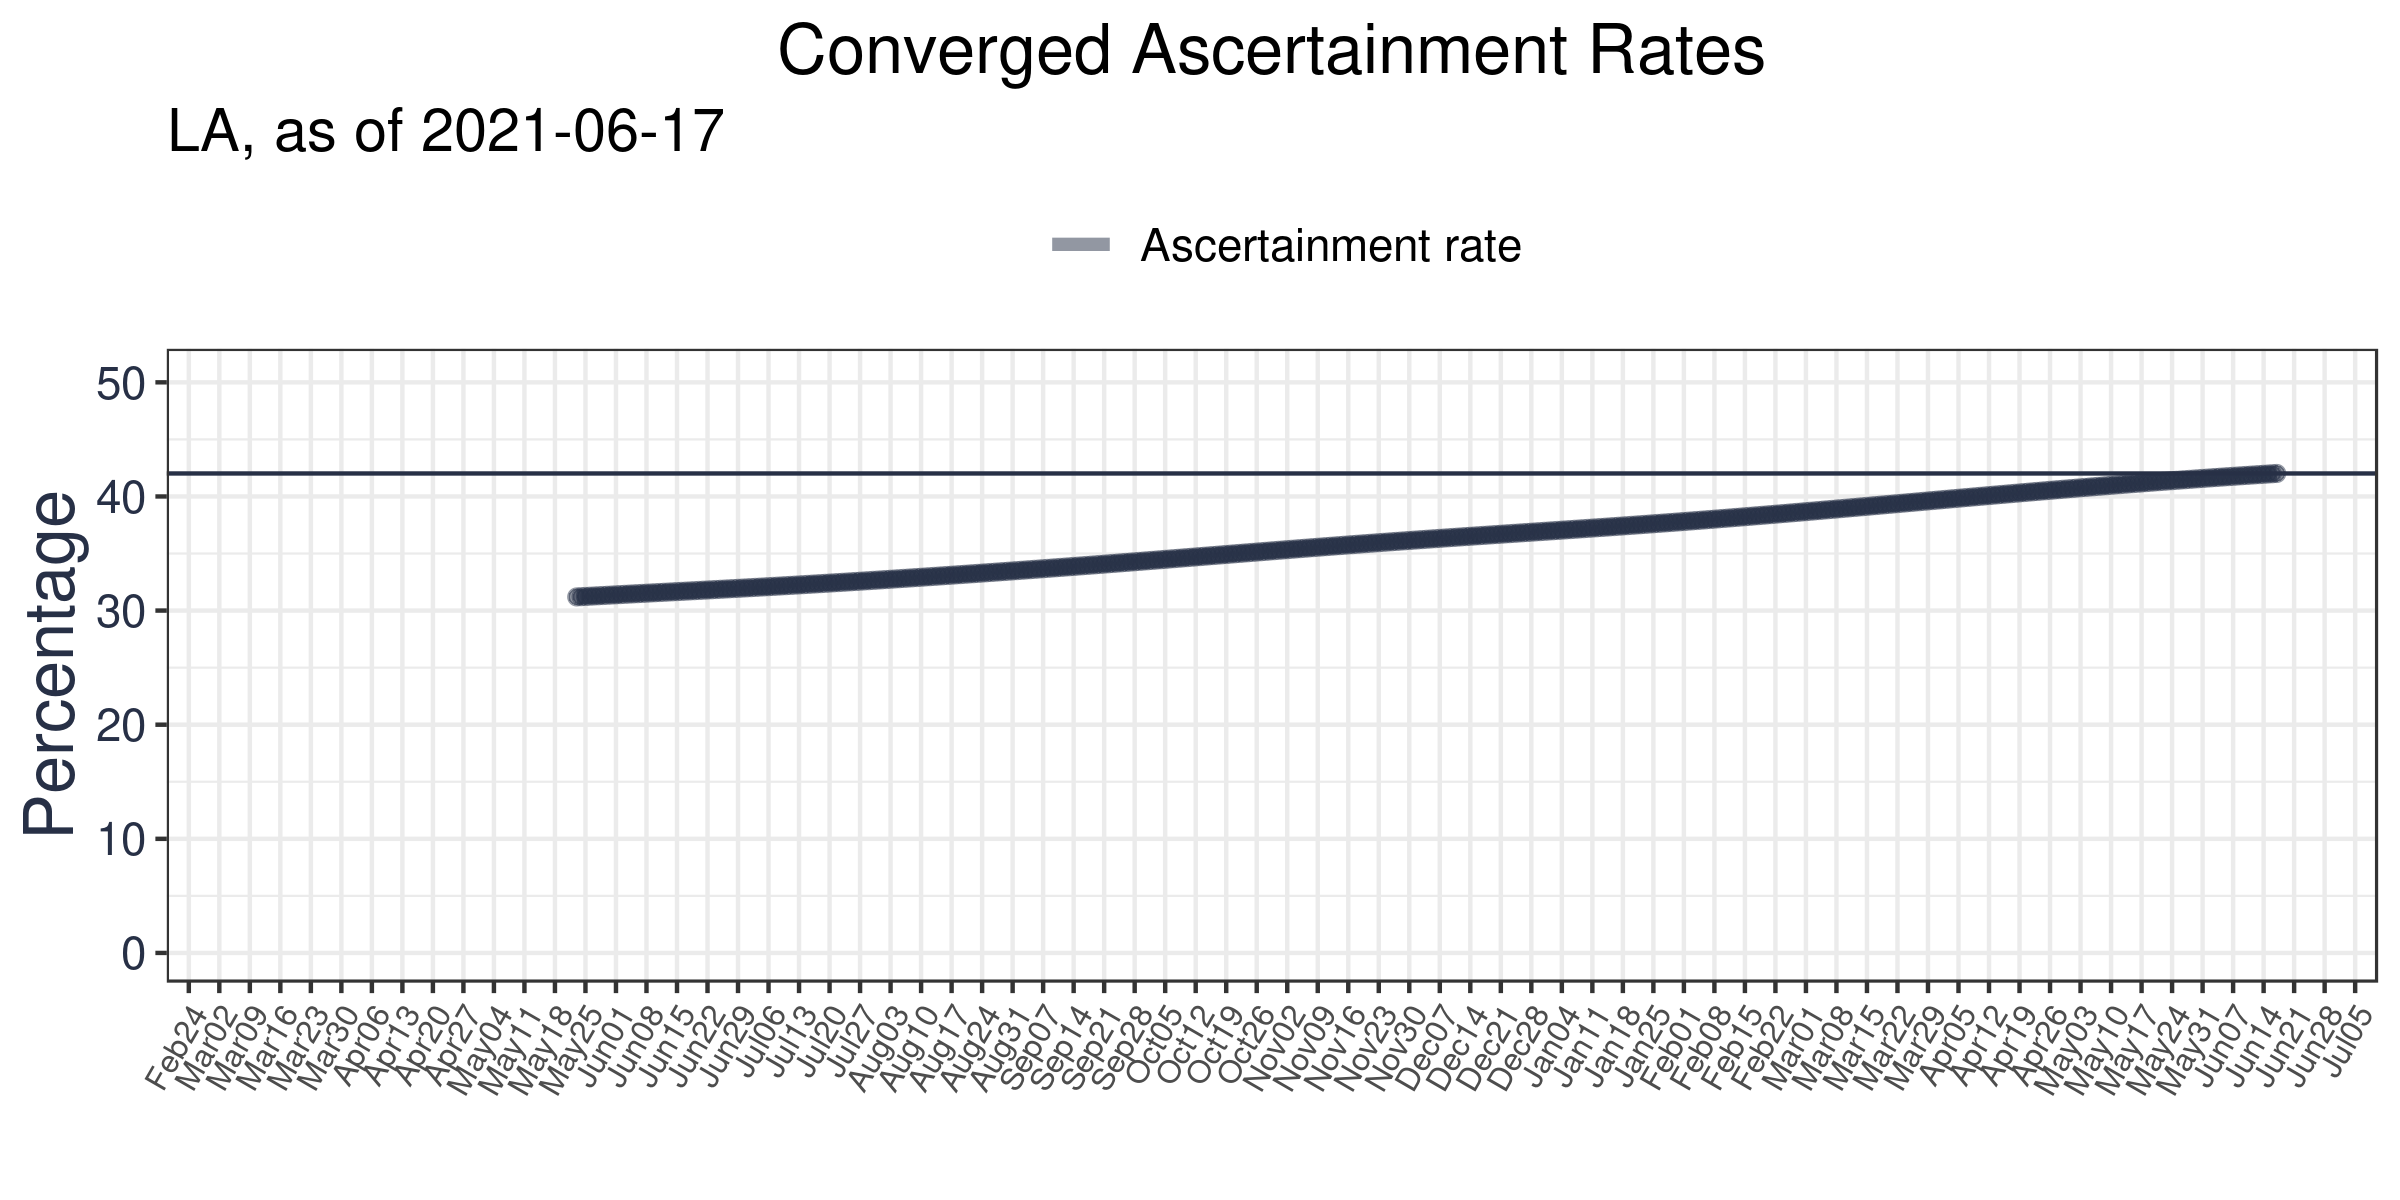 Converged Ascertainment Rates
LA, as of 2021-06-17
Ascertainment rate
Percentage
50
40
30
20
10
0
Feb24 Mar02 Mar09 Mar16 Mar23 Mar30 Apr06 Apr13 Apr20 Apr27 May04 May11 May18 May25 Jun01 Jun08 Jun15 Jun22 Jun29 Jul06 Jul13 Jul20 Jul27 Aug03 Aug10 Aug17 Aug24 Aug31 Sep07 Sep14 Sep21 Sep28 Oct05 Oct12 Oct19 Oct26 Nov02 Nov09 Nov16 Nov23 Nov30 Dec07 Dec14 Dec21 Dec28 Jan04 Jan11 Jan18 Jan25 Feb01 Feb08 Feb15 Feb22 Mar01 Mar08 Mar15 Mar22 Mar29 Apr05 Apr12 Apr19 Apr26 May03 May10 May17 May24 May31 Jun07 Jun14 Jun21 Jun28 Jul05